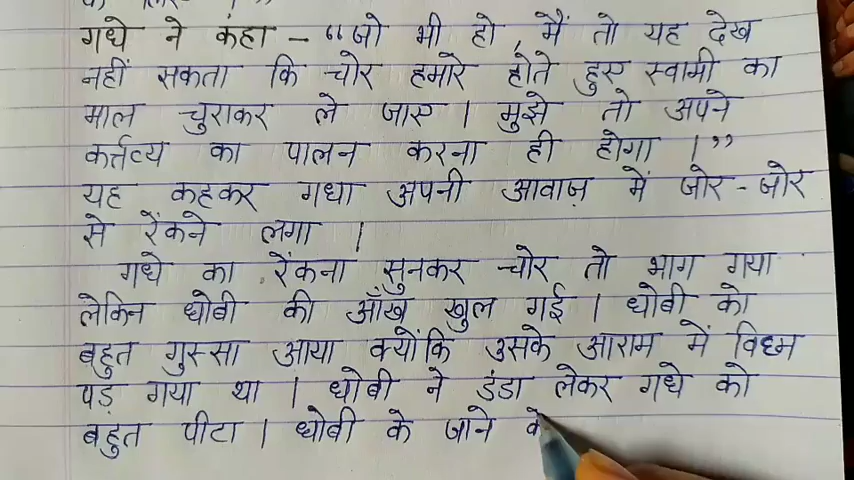 गधे ने कहा - “जो भी हो, मैं तो यह देख
नहीं सकता कि चोर हमारे होते हुए स्वामी का
माल चुराकर ले जाए । मुझे तो अपने
कर्त्तव्य का पालन करना ही होगा ।”
यह कहकर गधा अपनी आवाज़ में जोर-जोर
से रेंकने लगा ।
गधे का रेंकना सुनकर चोर तो भाग गया
लेकिन धोबी की आँख खुल गई । धोबी को
बहुत गुस्सा आया क्योंकि उसके आराम में विघ्न
पड़ गया था । धोबी ने डंडा लेकर गधे को
बहुत पीटा । धोबी के जाने के